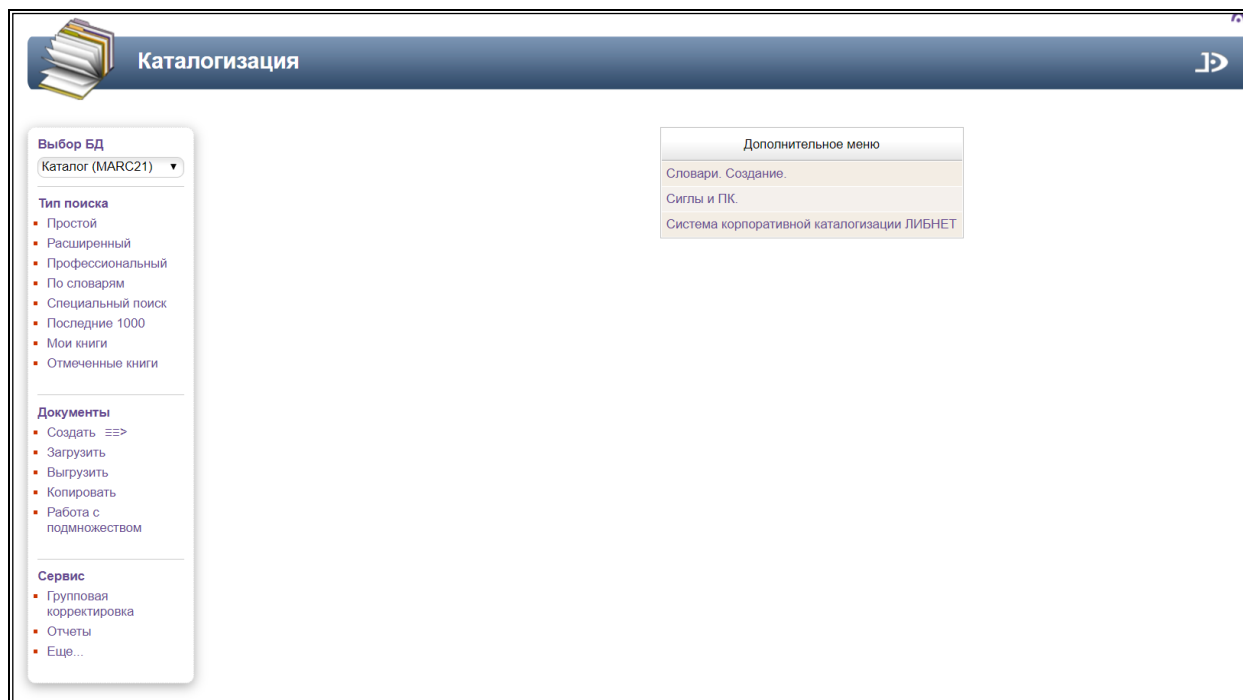 Каталогизация
Выбор БД
Каталог (MARC21)
Тип поиска
Простой
Расширенный
Профессиональный
По словарям
Специальный поиск
Последние 1000
Мои книги
Отмеченные книги
Документы
Создать ==>
Загрузить
Выгрузить
Копировать
Работа с
подмножеством
Сервис
Групповая
корректировка
Отчеты
Еще...
Дополнительное меню
Словари. Создание.
Сиглы и ПК.
Система корпоративной каталогизации ЛИБНЕТ